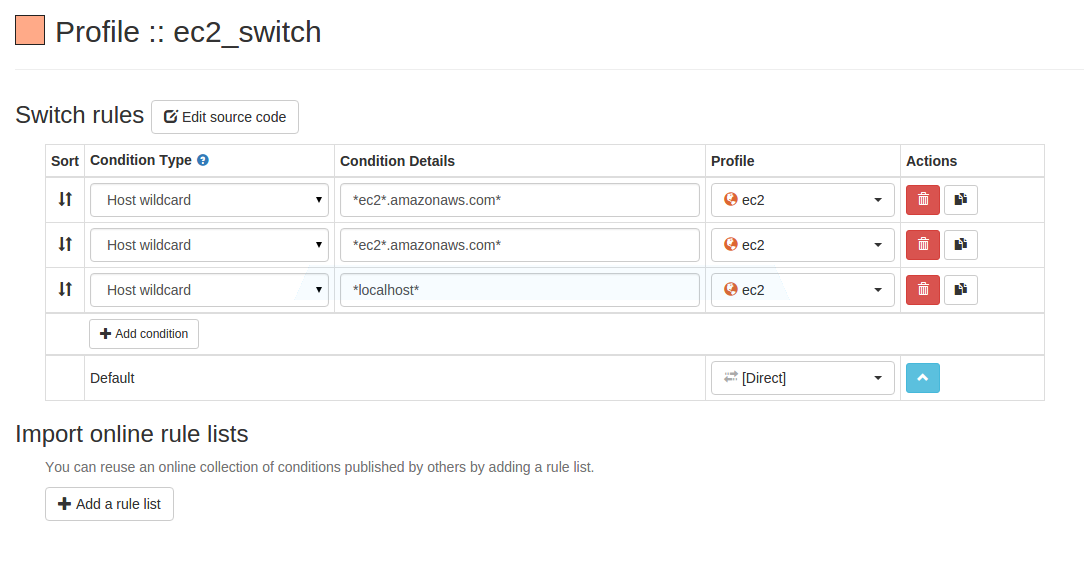 Profile :: ec2_switch
Switch rules Edit source code
Sort Condition Type Condition Details Profile Actions
Host wildcard *ec2*.amazonaws.com* ec2
Host wildcard *ec2*.amazonaws.com* ec2
Host wildcard *localhost* ec2
Add condition
Default [Direct]
Import online rule lists
You can reuse an online collection of conditions published by others by adding a rule list.
Add a rule list